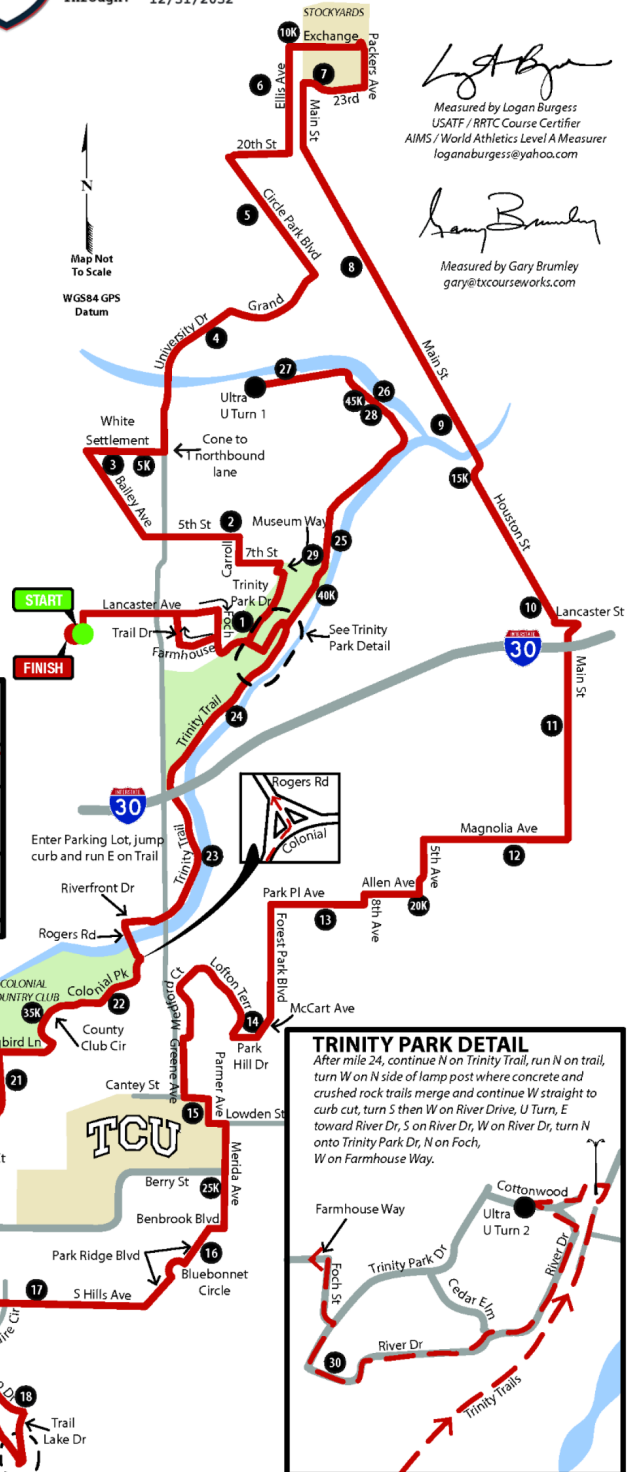 Through: 12/31/2032
STOCKYARDS
Exchange
10K
Packers Ave
6
Ellis Ave
7
23rd
Main St
20th St
Measured by Logan Burgess
USATF / RRTC Course Certifier
AIMS / World Athletics Level A Measurer
loganaburgess@yahoo.com
N
Map Not
To Scale
WGS84 GPS
Datum
5
Circle Park Blvd
8
Measured by Gary Brumley
gary@txcourseworks.com
Grand
University Dr
4
Main St
27
Ultra
U Turn 1
45K
26
28
White
Settlement
3
5K
Cone to
1 northbound
lane
9
15K
Bailey Ave
Houston St
5th St
2
Museum Way
25
Carroll
7th St
29
Trinity
Park Dr
40K
START
Lancaster Ave
Foch
1
10
Lancaster St
Trail Dr
See Trinity
Park Detail
FINISH
Farmhouse
INTERSTATE
30
Main St
Trinity Trail
24
11
INTERSTATE
30
Rogers Rd
Colonial
Enter Parking Lot, jump
curb and run E on Trail
Trinity Trail
23
Magnolia Ave
12
5th Ave
Riverfront Dr
Allen Ave
Park Pl Ave
13
8th Ave
20K
Rogers Rd
Forest Park Blvd
COLONIAL
COUNTRY CLUB
Colonial Pk
22
35K
County
Club Cir
Medford Ct
Lofton Terr
14
McCart Ave
Park
Hill Dr
gbird Ln
21
Greene Ave
Parmer Ave
Cantey St
15
Lowden St
TCU
Merida Ave
Berry St
25K
Benbrook Blvd
Park Ridge Blvd
16
Bluebonnet
Circle
17
S Hills Ave
18
Trail
Lake Dr
TRINITY PARK DETAIL
After mile 24, continue N on Trinity Trail, run N on trail,
turn W on N side of lamp post where concrete and
crushed rock trails merge and continue W straight to
curb cut, turn S then W on River Drive, U Turn, E
toward River Dr, S on River Dr, W on River Dr, turn N
onto Trinity Park Dr, N on Foch,
W on Farmhouse Way.
Cottonwood
Ultra
U Turn 2
Farmhouse Way
Trinity Park Dr
River Dr
Foch St
Cedar Elm
River Dr
30
Trinity Trails